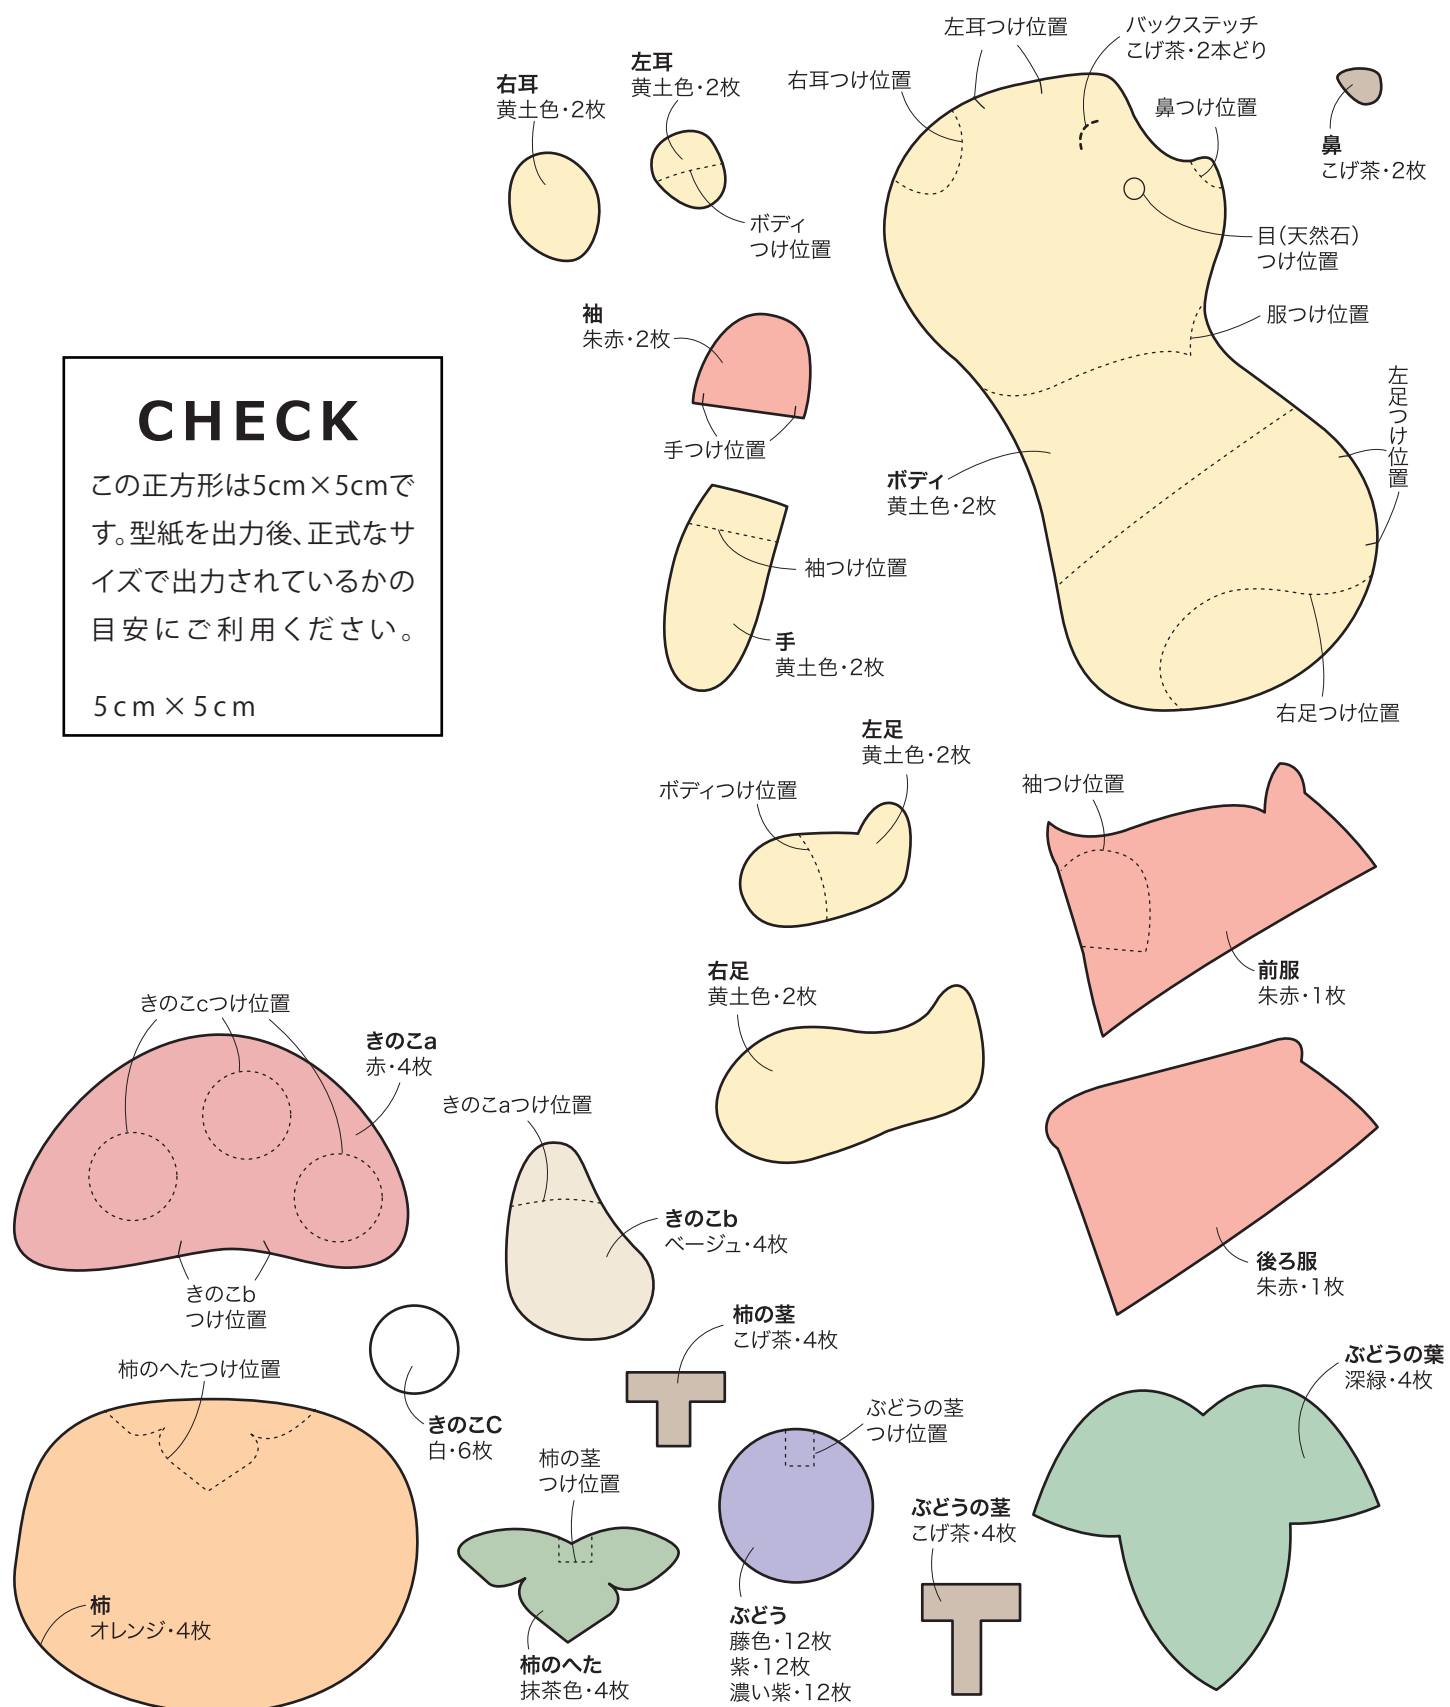 左耳つけ位置
バックステッチ
こげ茶・2本どり
左耳
黄土色・2枚
右耳つけ位置
右耳
黄土色・2枚
鼻つけ位置
鼻
こげ茶・2枚
ボディ
つけ位置
目(天然石)
つけ位置
袖
朱赤・2枚
服つけ位置
左足つけ位置
手つけ位置
ボディ
黄土色・2枚
CHECK
この正方形は5cm×5cmで
す。型紙を出力後、正式なサ
イズで出力されているかの
目安にご利用ください。
5cm×5cm
袖つけ位置
手
黄土色・2枚
右足つけ位置
左足
黄土色・2枚
ボディつけ位置
袖つけ位置
右足
黄土色・2枚
前服
朱赤・1枚
きのこcつけ位置
きのこa
赤・4枚
きのこaつけ位置
きのこb
ベージュ・4枚
後ろ服
朱赤・1枚
きのこb
つけ位置
柿の茎
こげ茶・4枚
柿のへたつけ位置
ぶどうの葉
深緑・4枚
きのこC
白・6枚
ぶどうの茎
つけ位置
柿の茎
つけ位置
ぶどうの茎
こげ茶・4枚
柿
オレンジ・4枚
柿のへた
抹茶色・4枚
ぶどう
藤色・12枚
紫・12枚
濃い紫・12枚